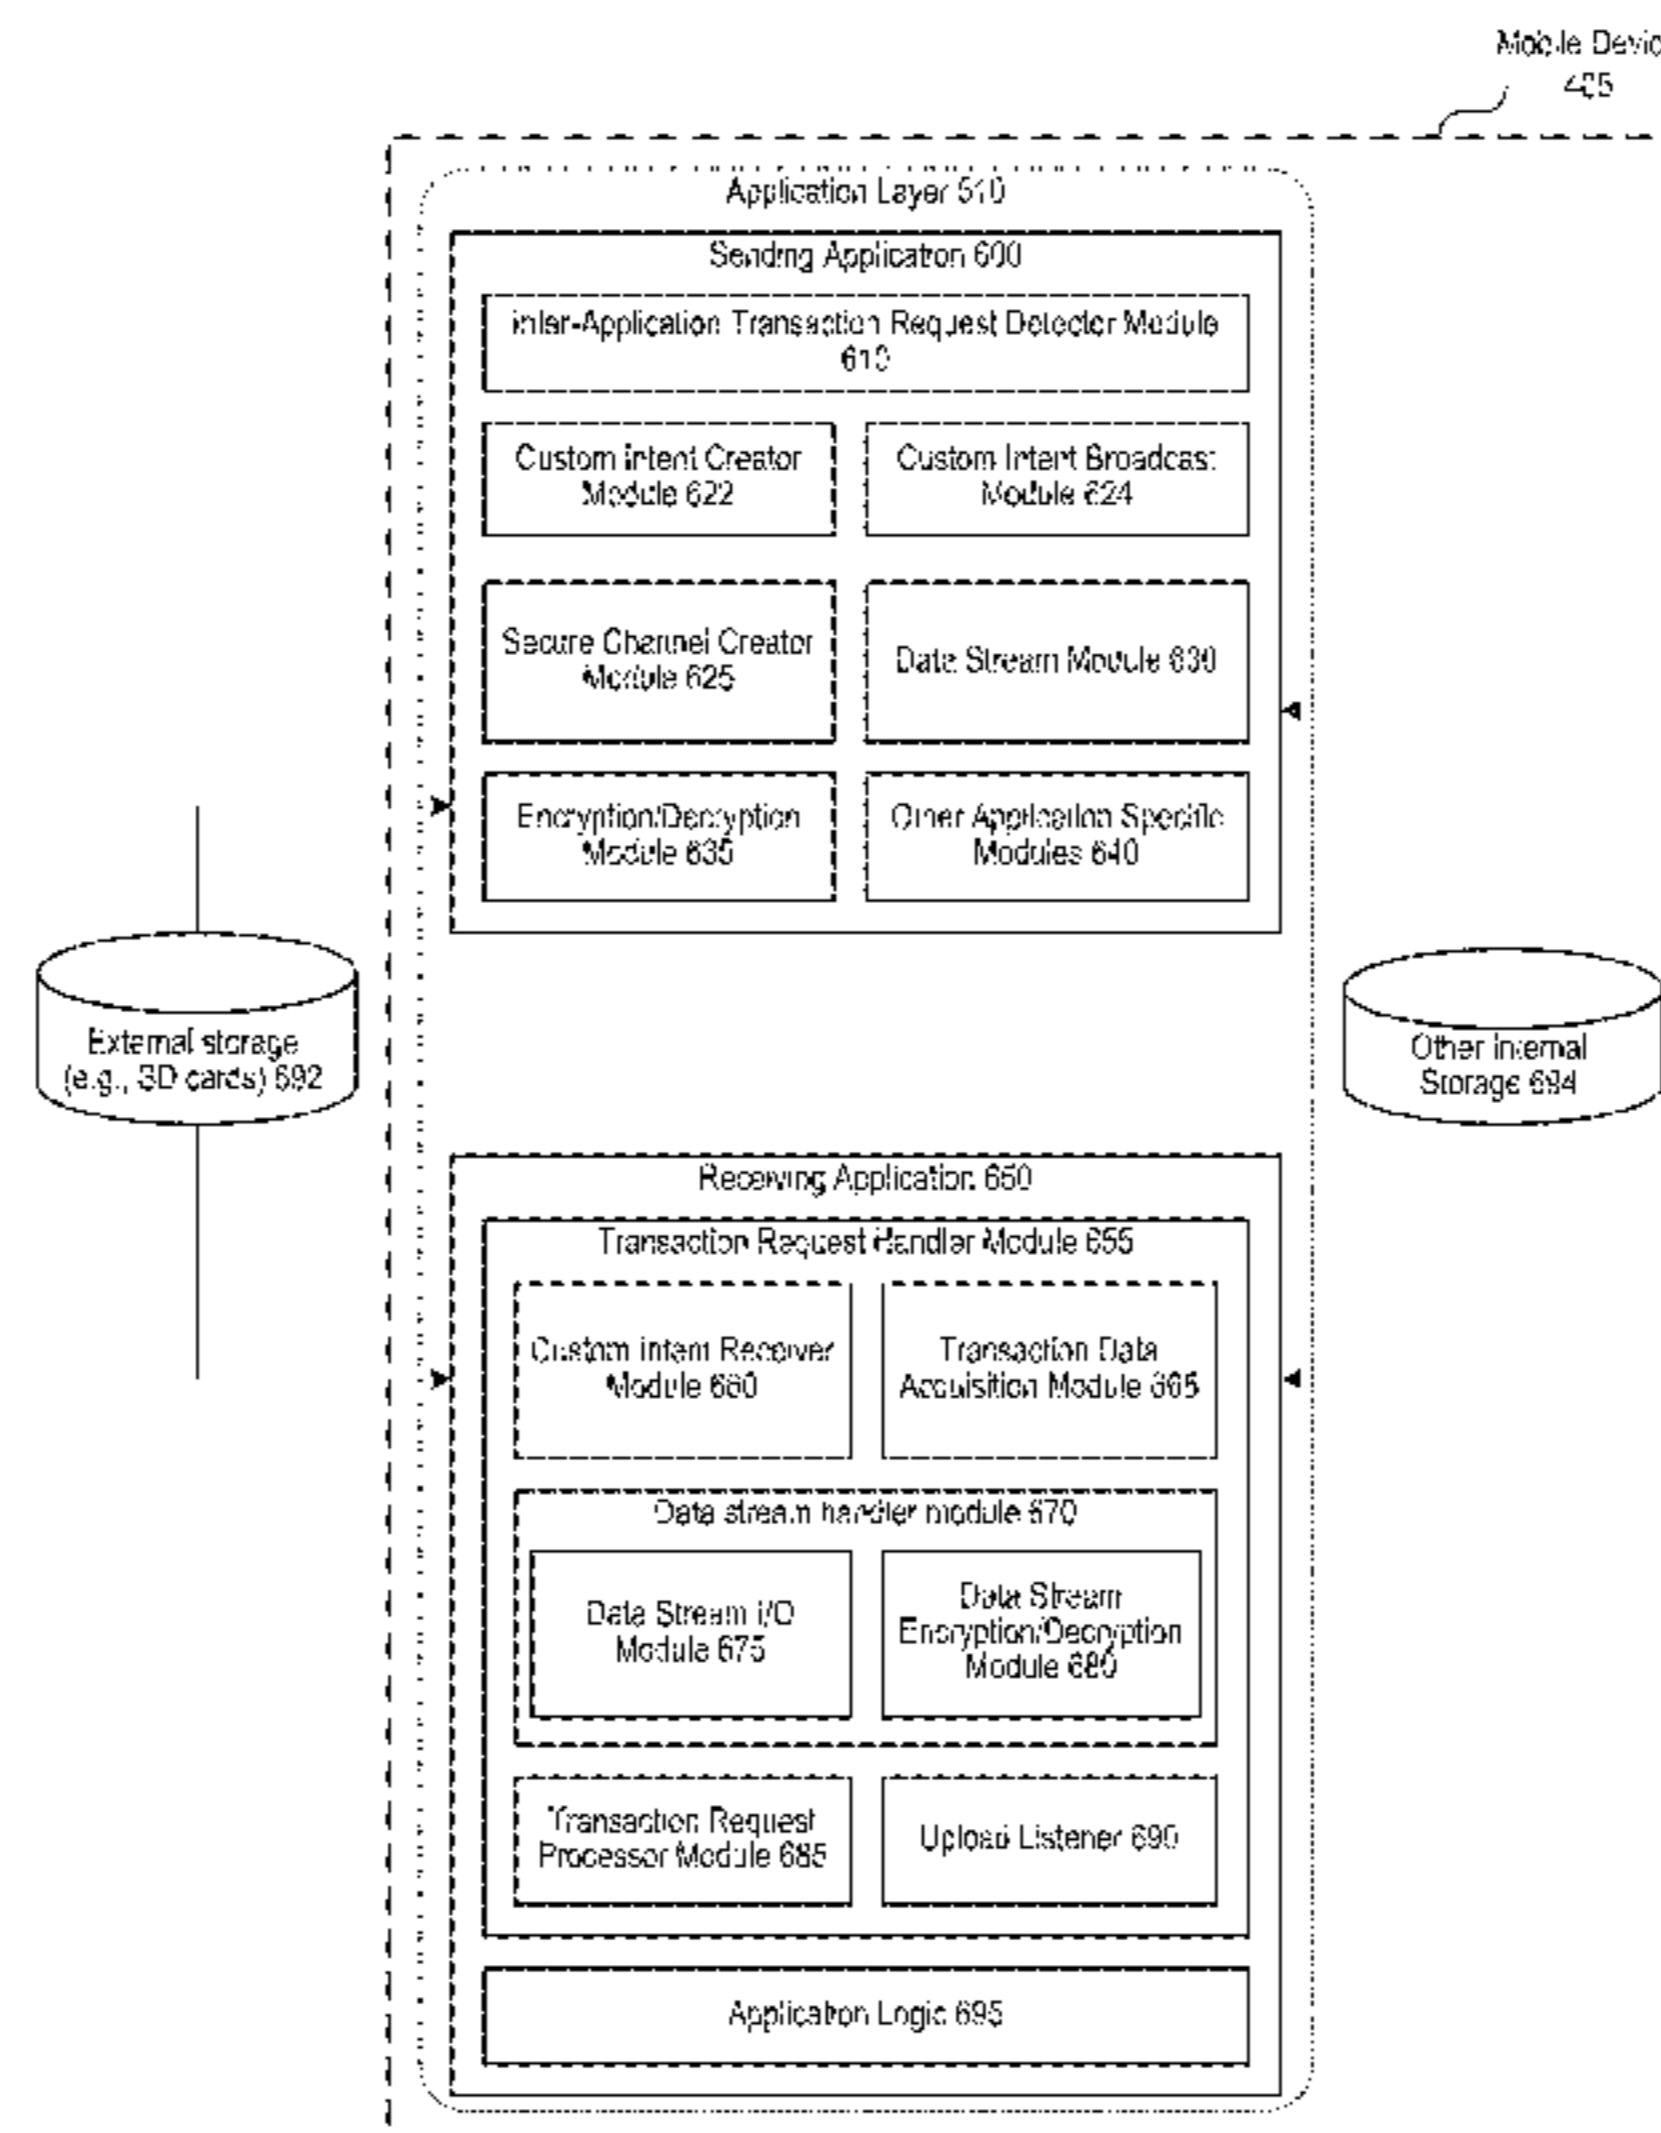 Mobile Devic
405
Application Layer 510
Sending Application 600
Inter-Application Transaction Request Detector Module
610
Custom Intent Creator
Module 622
Custom Intent Broadcast
Module 624
Secure Channel Creator
Module 625
Data Stream Module 630
Encryption/Decryption
Module 635
Other Application Specific
Modules 640
External storage
(e.g., SD cards) 692
Other Internal
Storage 694
Receiving Application 650
Transaction Request Handler Module 655
Custom Intent Receiver
Module 660
Transaction Data
Acquisition Module 665
Data stream handler module 670
Data Stream I/O
Module 675
Data Stream
Encryption/Decryption
Module 680
Transaction Request
Processor Module 685
Upload Listener 690
Application Logic 695